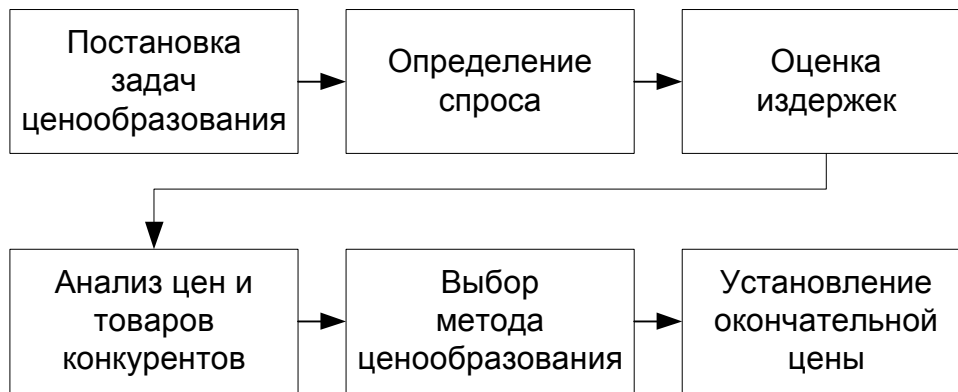 Постановка
задач
ценообразования
Определение
спроса
Оценка
издержек
Анализ цен и
товаров
конкурентов
Выбор
метода
ценообразования
Установление
окончательной
цены